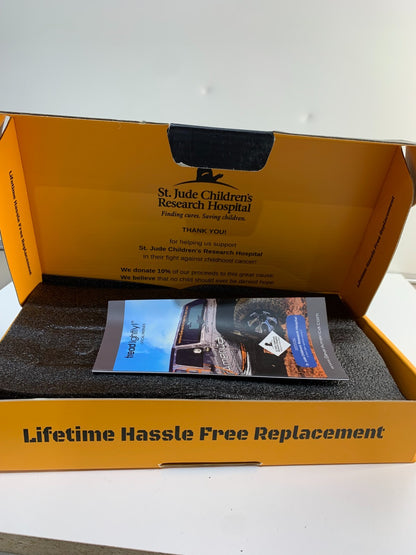 St. Jude Children's
Research Hospital
Finding cures. Saving children.
THANK YOU!
for helping us support
St. Jude Children's Research Hospital
in their fight against childhood cancer!
We donate 10% of our proceeds to this great cause.
We believe that no child should ever be denied hope
Lifetime Hassle Free Replacement
Lifetime Hassle Free Replacement
treadlightly!
Lifetime Hassle Free Replacement